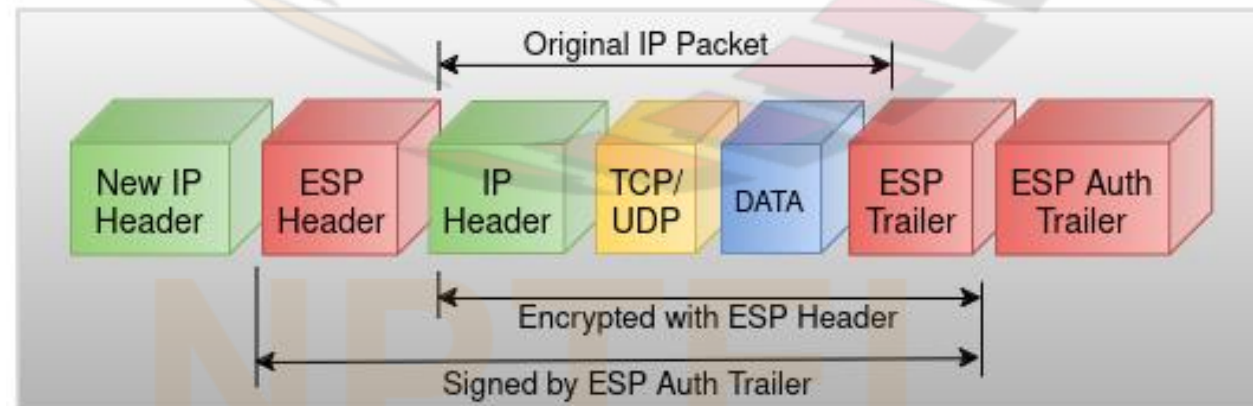 Original IP Packet
New IP
Header
ESP
Header
IP
Header
TCP/
UDP
DATA
ESP
Trailer
ESP Auth
Trailer
Encrypted with ESP Header
Signed by ESP Auth Trailer
NPTEL